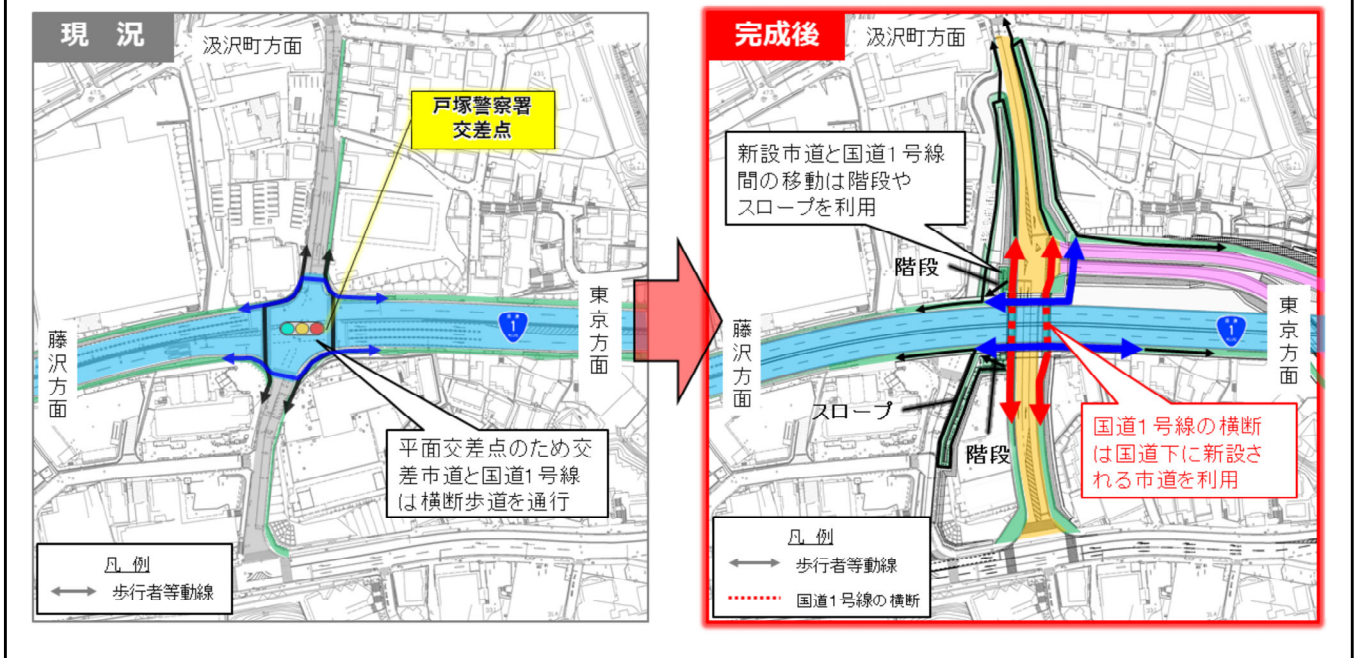 現 況
汲沢町方面
戸塚警察署
交差点
藤沢方面
東京方面
1
平面交差点のため交
差市道と国道1号線
は横断歩道を通行
凡 例
歩行者等動線
完成後
汲沢町方面
新設市道と国道1号線
間の移動は階段や
スロープを利用
階段
藤沢方面
東京方面
1
スロープ
階段
国道1号線の横断
は国道下に新設さ
れる市道を利用
凡 例
歩行者等動線
国道1号線の横断